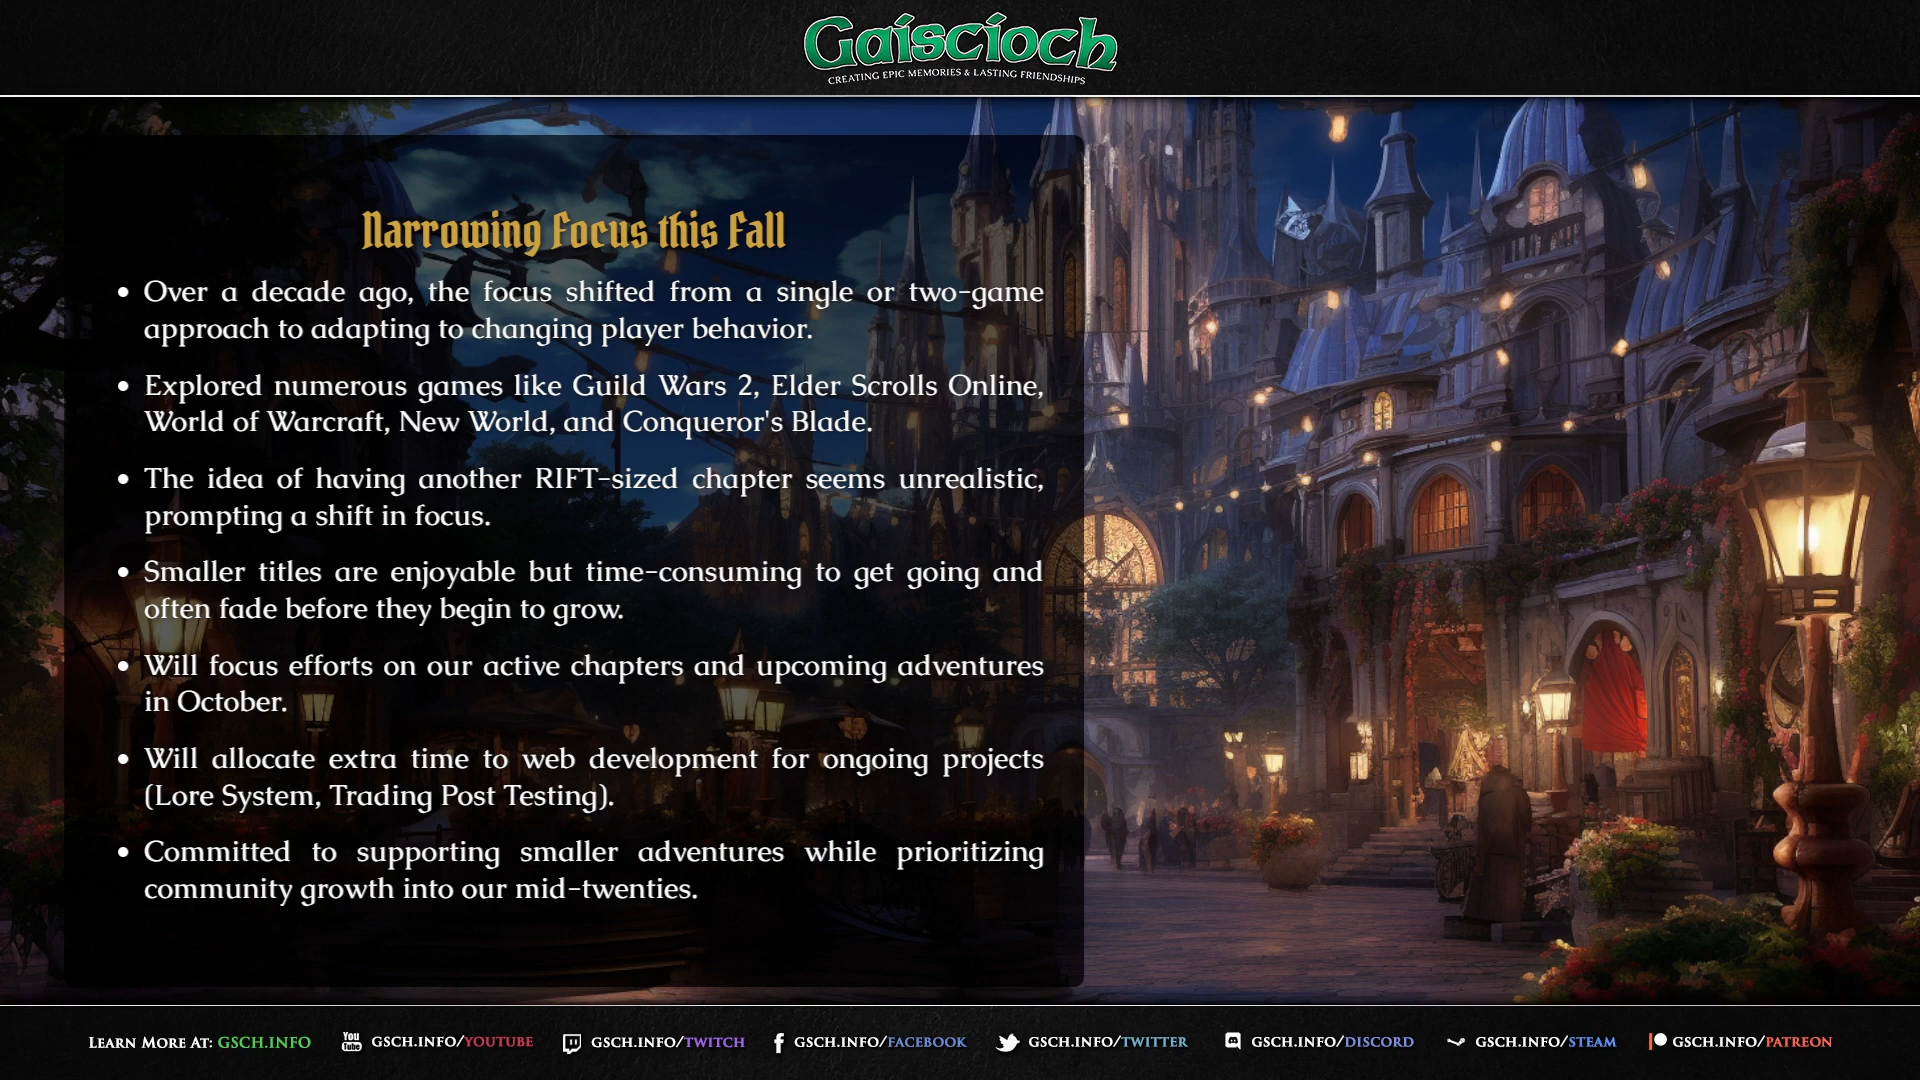 Gaiscioch
CREATING EPIC MEMORIES & LASTING FRIENDSHIPS
Narrowing Focus this Fall
• Over a decade ago, the focus shifted from a single or two-game
approach to adapting to changing player behavior.
• Explored numerous games like Guild Wars 2, Elder Scrolls Online,
World of Warcraft, New World, and Conqueror's Blade.
• The idea of having another RIFT-sized chapter seems unrealistic,
prompting a shift in focus.
• Smaller titles are enjoyable but time-consuming to get going and
often fade before they begin to grow.
• Will focus efforts on our active chapters and upcoming adventures
in October.
• Will allocate extra time to web development for ongoing projects
(Lore System, Trading Post Testing).
• Committed to supporting smaller adventures while prioritizing
community growth into our mid-twenties.
LEARN MORE AT: GSCH.INFO You Tube GSCH.INFO/YOUTUBE GSCH.INFO/TWITCH GSCH.INFO/FACEBOOK GSCH.INFO/TWITTER GSCH.INFO/DISCORD GSCH.INFO/STEAM GSCH.INFO/PATREON